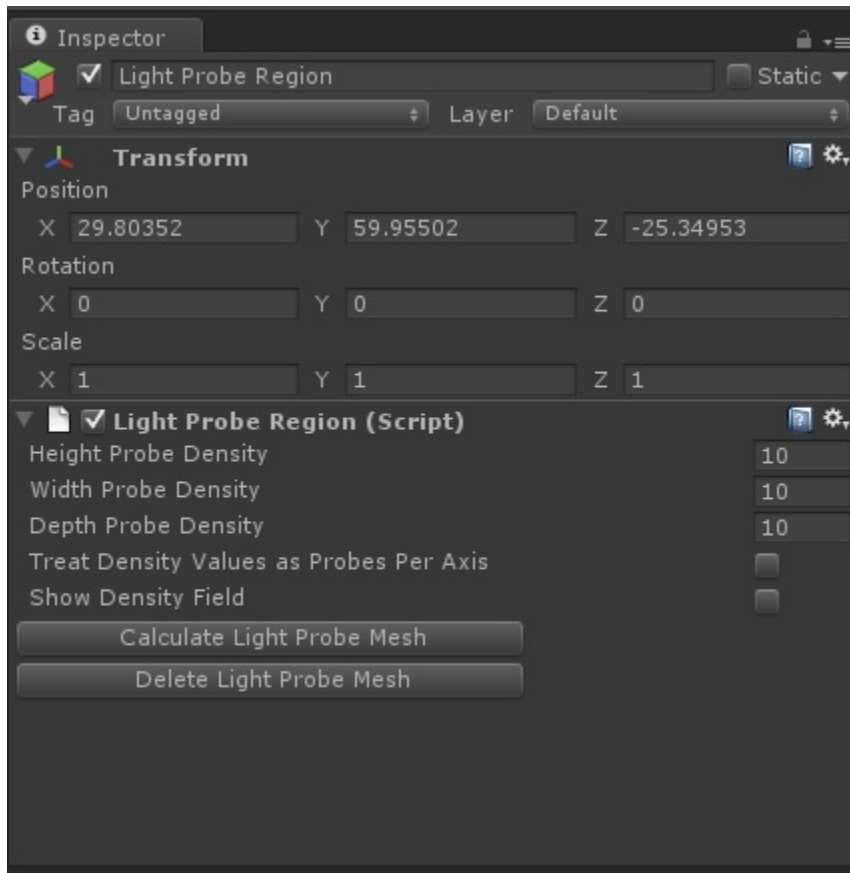 Inspector
Light Probe Region Static
Tag Untagged Layer Default
Transform
Position
X 29.80352 Y 59.95502 Z -25.34953
Rotation
X 0 Y 0 Z 0
Scale
X 1 Y 1 Z 1
Light Probe Region (Script)
Height Probe Density 10
Width Probe Density 10
Depth Probe Density 10
Treat Density Values as Probes Per Axis
Show Density Field
Calculate Light Probe Mesh
Delete Light Probe Mesh